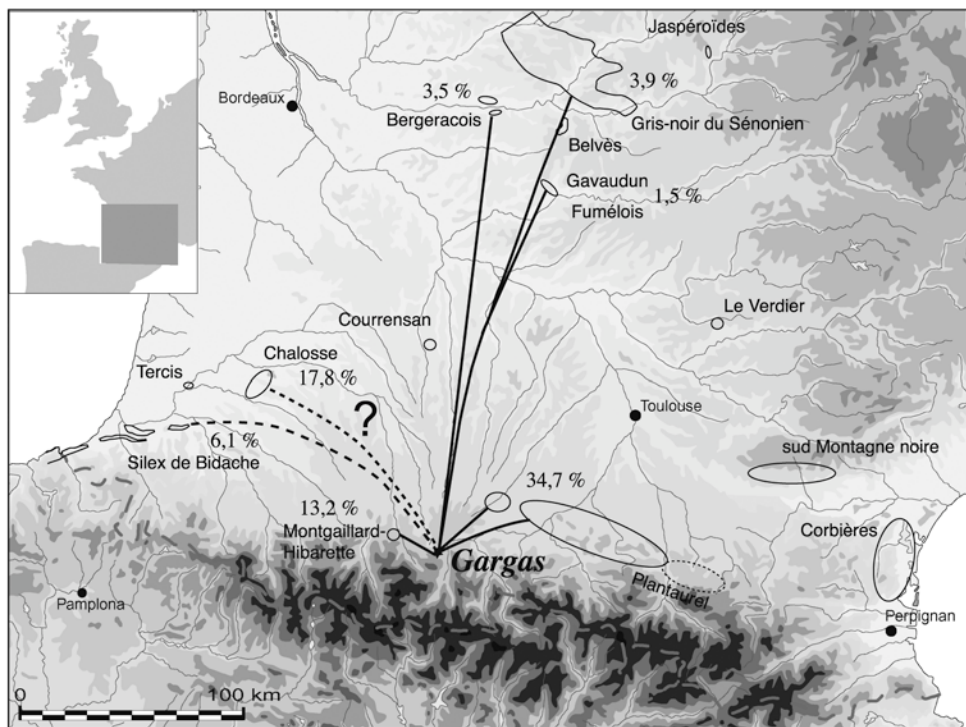 Jaspéroïdes
3,9 %
3,5 %
Bordeaux
Bergeracois
Gris-noir du Sénonien
Belvès
Gavaudun
1,5 %
Fumélois
Le Verdier
Courrensan
Chalosse
17,8 %
Tercis
?
Toulouse
6,1 %
Silex de Bidache
sud Montagne noire
34,7 %
13,2 %
Montgaillard-
Hibarette
Corbières
Gargas
Plantaurel
Pamplona
Perpignan
0
100 km